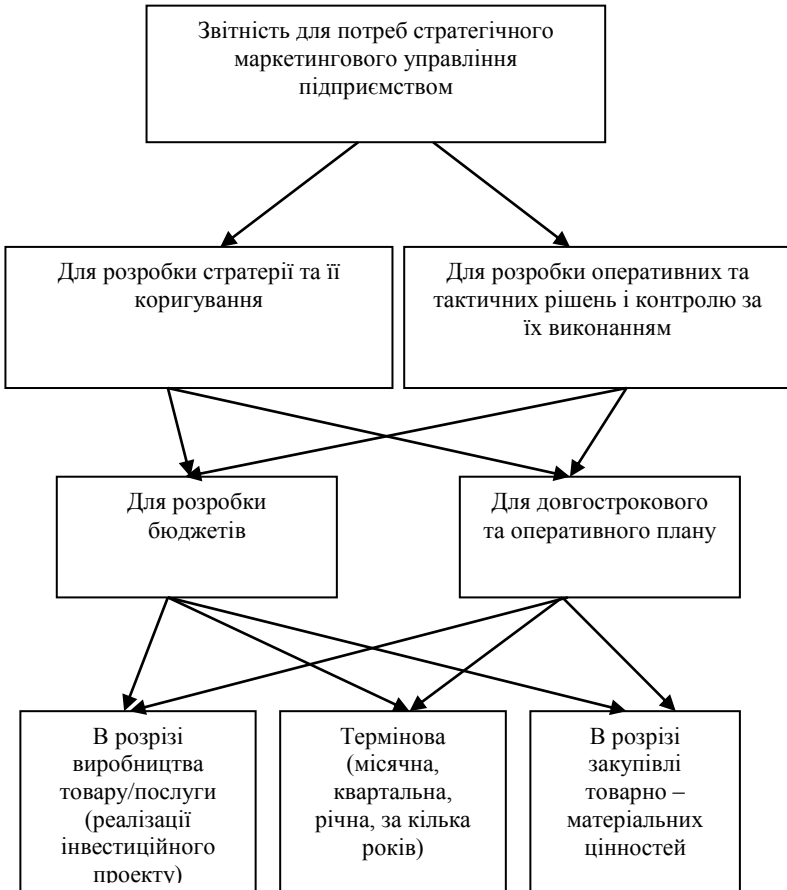 Звітність для потреб стратегічного
маркетингового управління
підприємством
Для розробки стратерії та її
коригування
Для розробки оперативних та
тактичних рішень і контролю за
їх виконанням
Для розробки
бюджетів
Для довгострокового
та оперативного плану
В розрізі
виробництва
товару/послуги
(реалізації
інвестиційного
проекту)
Термінова
(місячна,
квартальна,
річна, за кілька
років)
В розрізі
закупівлі
товарно –
матеріальних
цінностей